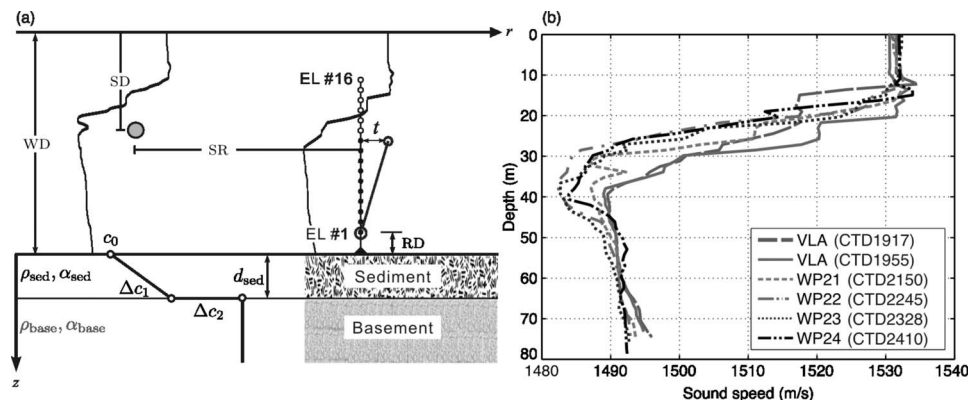 (a)
r
SD
EL #16
WD
t
SR
EL #1
RD
c0
ρsed, αsed
dsed
Sediment
Δc1
Δc2
ρbase, αbase
Basement
z
(b)
0
10
20
30
40
50
60
70
80
Depth (m)
VLA (CTD1917)
VLA (CTD1955)
WP21 (CTD2150)
WP22 (CTD2245)
WP23 (CTD2328)
WP24 (CTD2410)
1480 1490 1500 1510 1520 1530 1540
Sound speed (m/s)